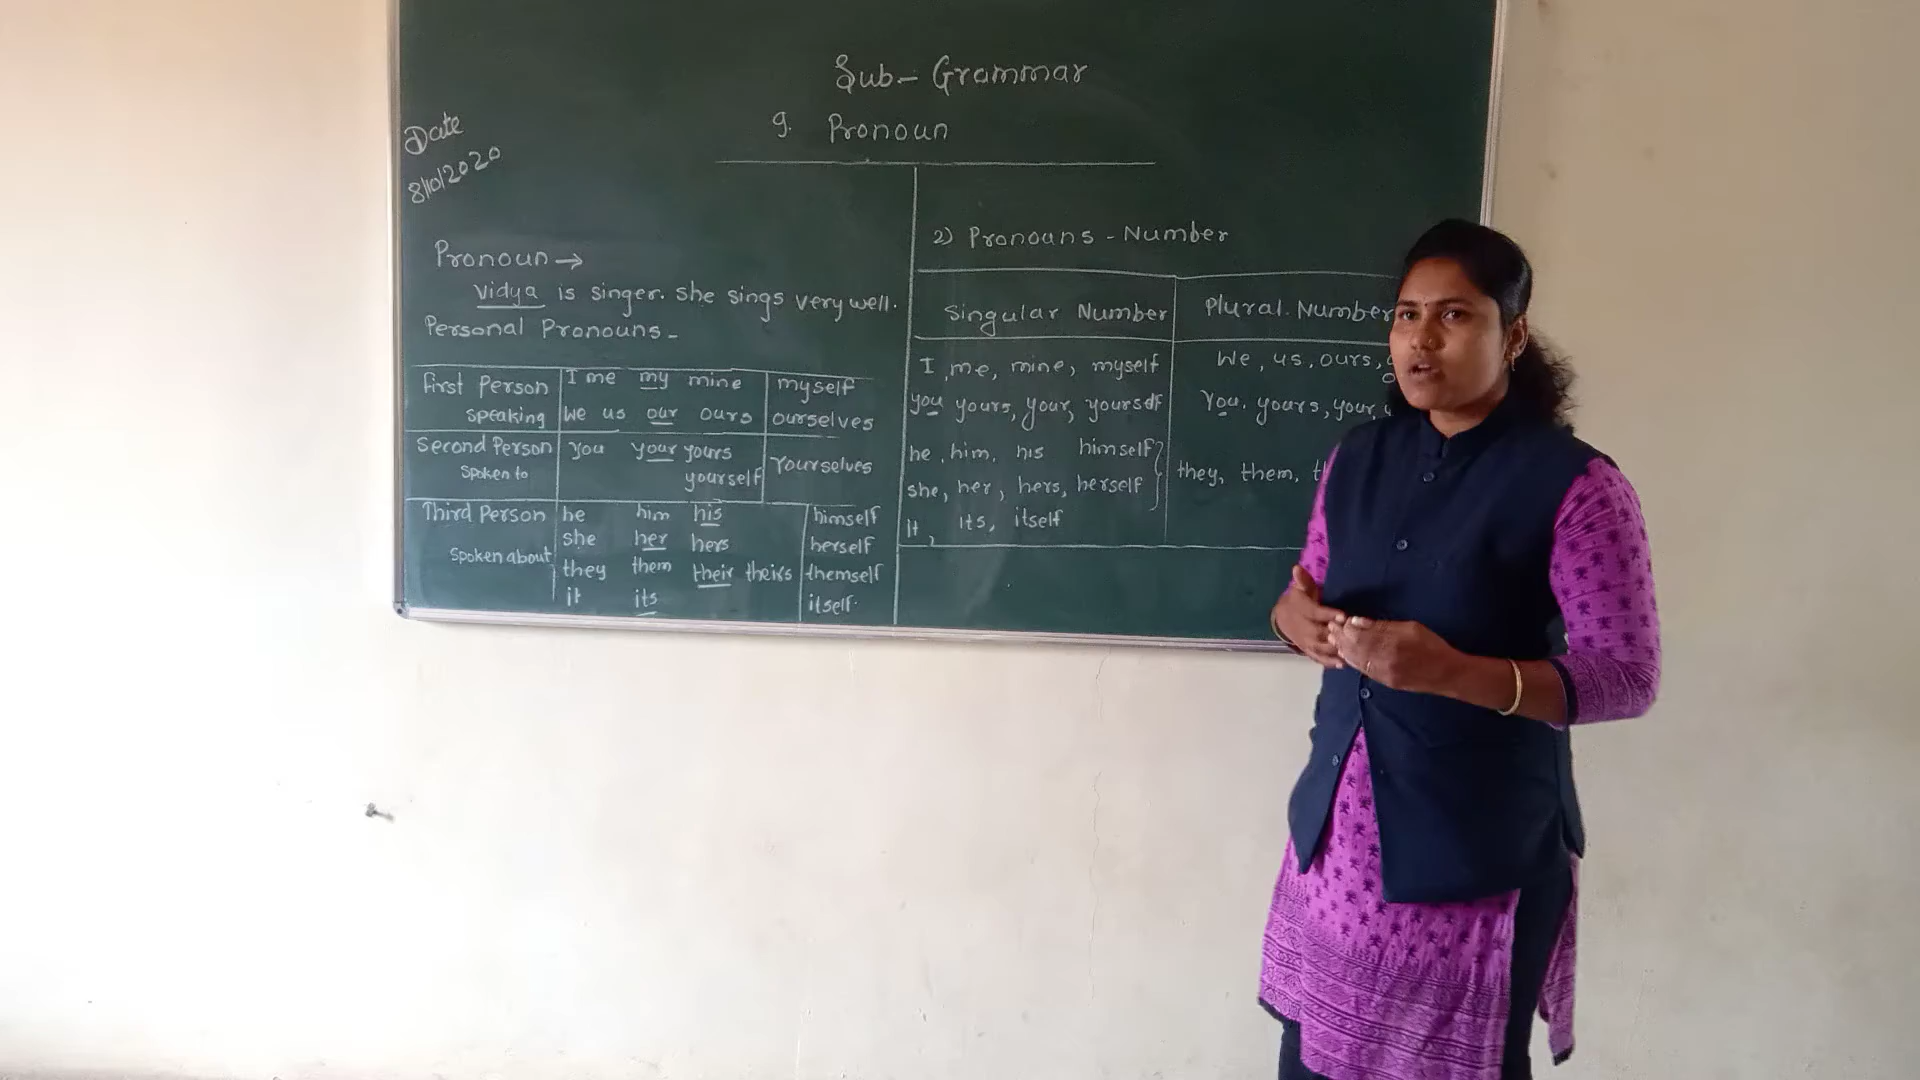 Sub- Grammar
9. Pronoun
Date
8/10/2020
Pronoun →
Vidya is singer. She sings very well.
Personal Pronouns -
First Person I me my mine myself
speaking We us our ours ourselves
Second Person you your yours Yourselves
spoken to yourself
Third Person he him his himself
she her hers herself
spoken about they them their theirs themself
it its itself.
2) Pronouns - Number
Singular Number Plural. Number
I, me, mine, myself We, us, ours,
you yours, your, yourself You. yours, your,
he, him, his himself
she, her, hers, herself they, them,
It, its, itself